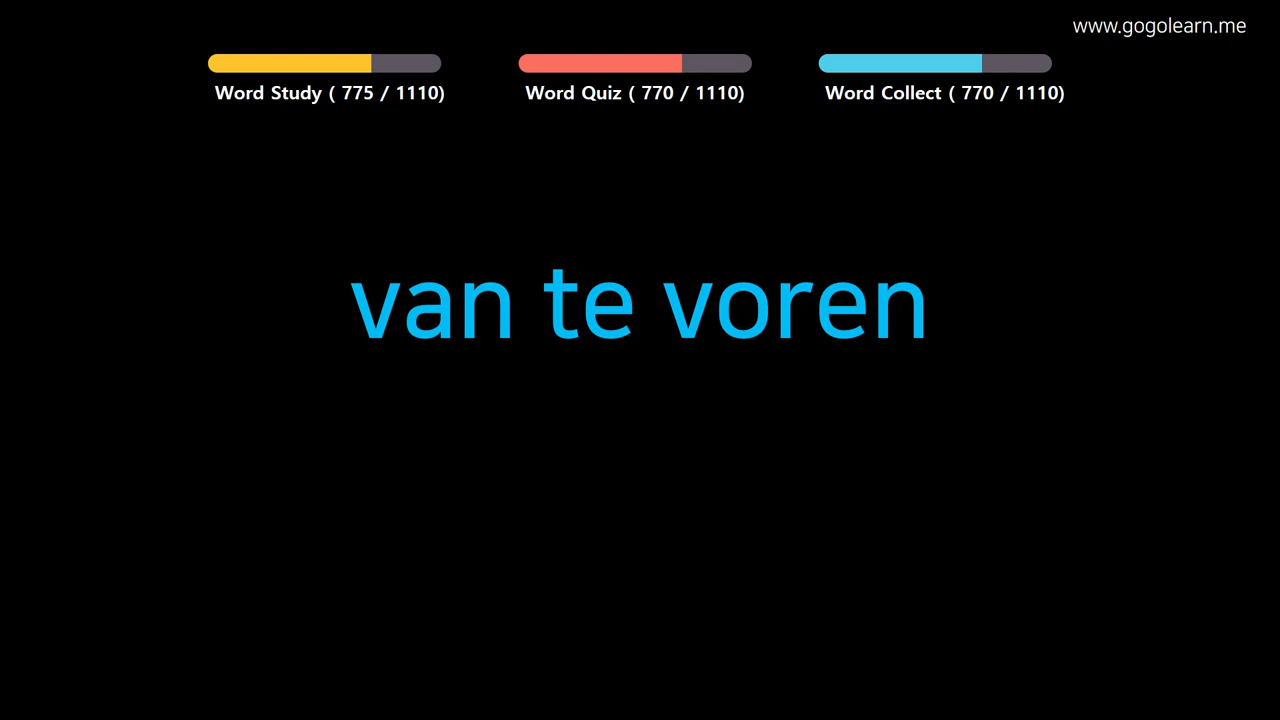 www.gogolearn.me
Word Study ( 775 / 1110)
Word Quiz ( 770 / 1110)
Word Collect ( 770 / 1110)
van te voren